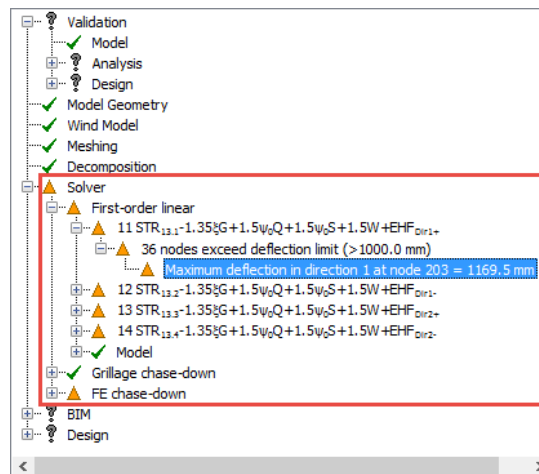 Validation
Model
Analysis
Design
Model Geometry
Wind Model
Meshing
Decomposition
Solver
First-order linear
11 STR₁₃.₁-1.35ξG+1.5ψ₀Q+1.5ψ₀S+1.5W+EHF_Dir1+
36 nodes exceed deflection limit (>1000.0 mm)
Maximum deflection in direction 1 at node 203 = 1169.5 mm
12 STR₁₃.₂-1.35ξG+1.5ψ₀Q+1.5ψ₀S+1.5W+EHF_Dir1-
13 STR₁₃.₃-1.35ξG+1.5ψ₀Q+1.5ψ₀S+1.5W+EHF_Dir2+
14 STR₁₃.₄-1.35ξG+1.5ψ₀Q+1.5ψ₀S+1.5W+EHF_Dir2-
Model
Grillage chase-down
FE chase-down
BIM
Design